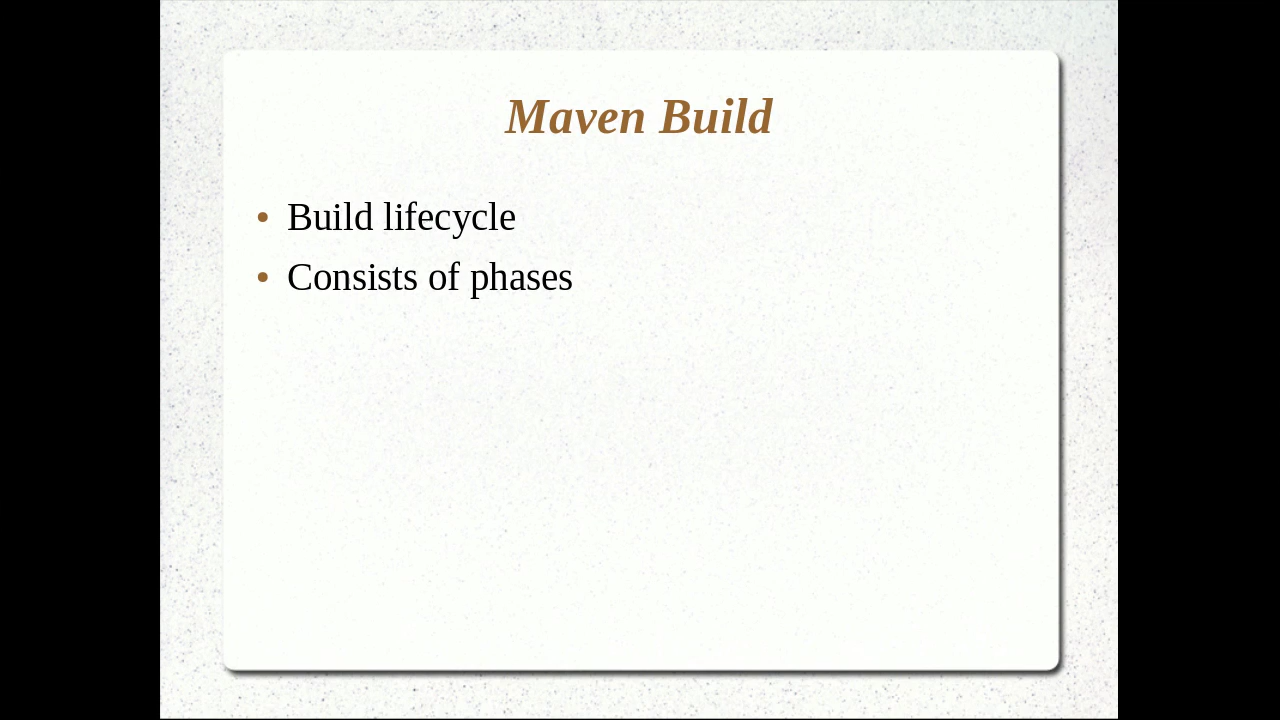 Maven Build
• Build lifecycle
• Consists of phases